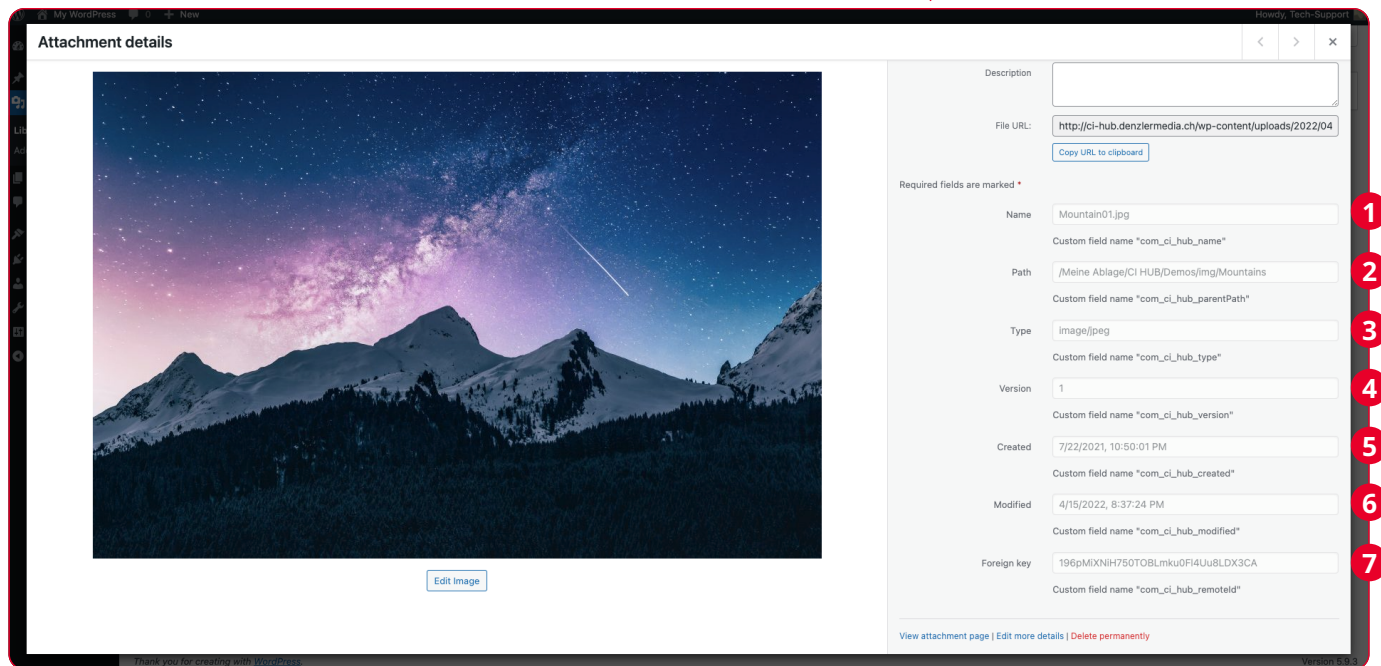 My WordPress 0 + New Howdy, Tech-Support
Attachment details
Description
File URL: http://ci-hub.denzlermedia.ch/wp-content/uploads/2022/04
Copy URL to clipboard
Required fields are marked *
Name Mountain01.jpg 1
Custom field name "com_ci_hub_name"
Path /Meine Ablage/CI HUB/Demos/img/Mountains 2
Custom field name "com_ci_hub_parentPath"
Type image/jpeg 3
Custom field name "com_ci_hub_type"
Version 1 4
Custom field name "com_ci_hub_version"
Created 7/22/2021, 10:50:01 PM 5
Custom field name "com_ci_hub_created"
Modified 4/15/2022, 8:37:24 PM 6
Custom field name "com_ci_hub_modified"
Foreign key 7
Custom field name "com_ci_hub_remoteId"
Edit Image
View attachment page | Edit more details | Delete permanently
Thank you for creating with WordPress. Version 5.9.3